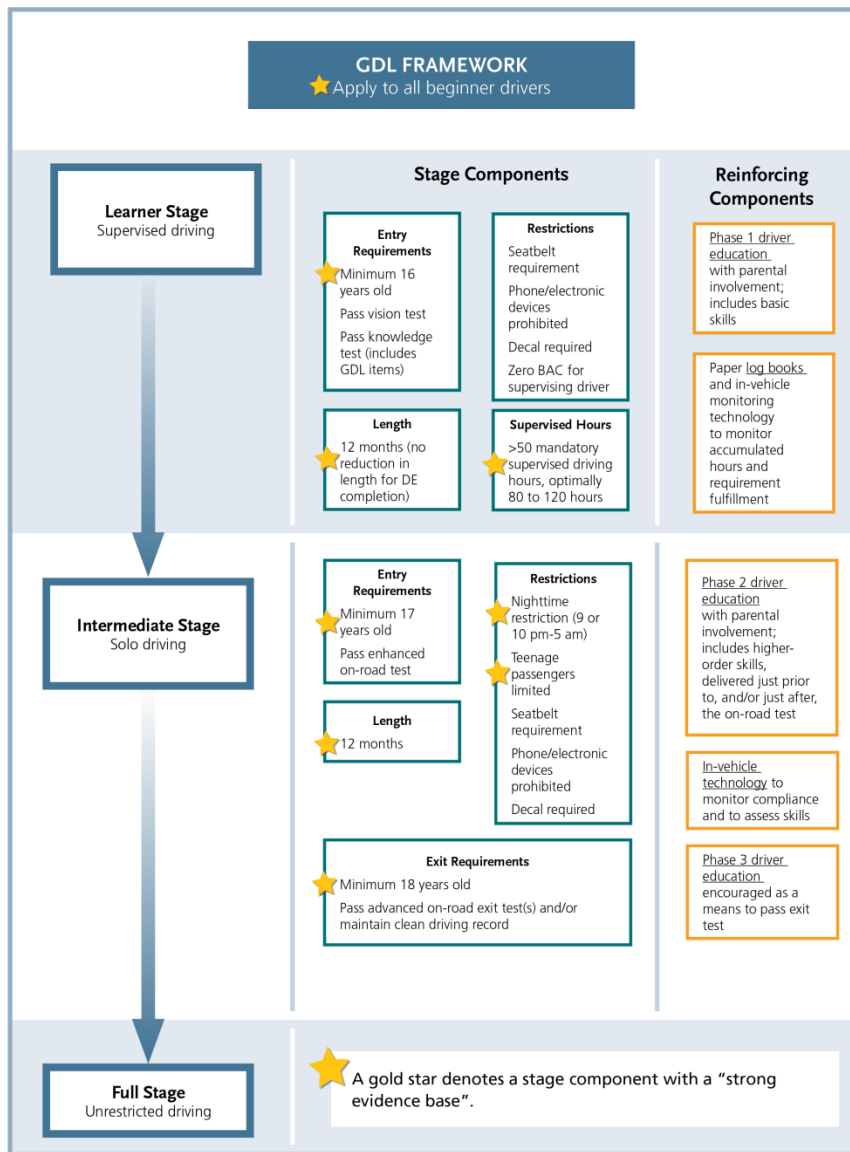 GDL FRAMEWORK
Apply to all beginner drivers
Learner Stage
Supervised driving
Stage Components
Entry
Requirements
Minimum 16
years old
Pass vision test
Pass knowledge
test (includes
GDL items)
Restrictions
Seatbelt
requirement
Phone/electronic
devices
prohibited
Decal required
Zero BAC for
supervising driver
Length
12 months (no
reduction in
length for DE
completion)
Supervised Hours
>50 mandatory
supervised driving
hours, optimally
80 to 120 hours
Reinforcing
Components
Phase 1 driver
education
with parental
involvement;
includes basic
skills
Paper log books
and in-vehicle
monitoring
technology
to monitor
accumulated
hours and
requirement
fulfillment
Intermediate Stage
Solo driving
Entry
Requirements
Minimum 17
years old
Pass enhanced
on-road test
Length
12 months
Restrictions
Nighttime
restriction (9 or
10 pm-5 am)
Teenage
passengers
limited
Seatbelt
requirement
Phone/electronic
devices
prohibited
Decal required
Exit Requirements
Minimum 18 years old
Pass advanced on-road exit test(s) and/or
maintain clean driving record
Phase 2 driver
education
with parental
involvement;
includes higher-
order skills,
delivered just prior
to, and/or just after,
the on-road test
In-vehicle
technology to
monitor compliance
and to assess skills
Phase 3 driver
education
encouraged as a
means to pass exit
test
Full Stage
Unrestricted driving
A gold star denotes a stage component with a “strong
evidence base”.